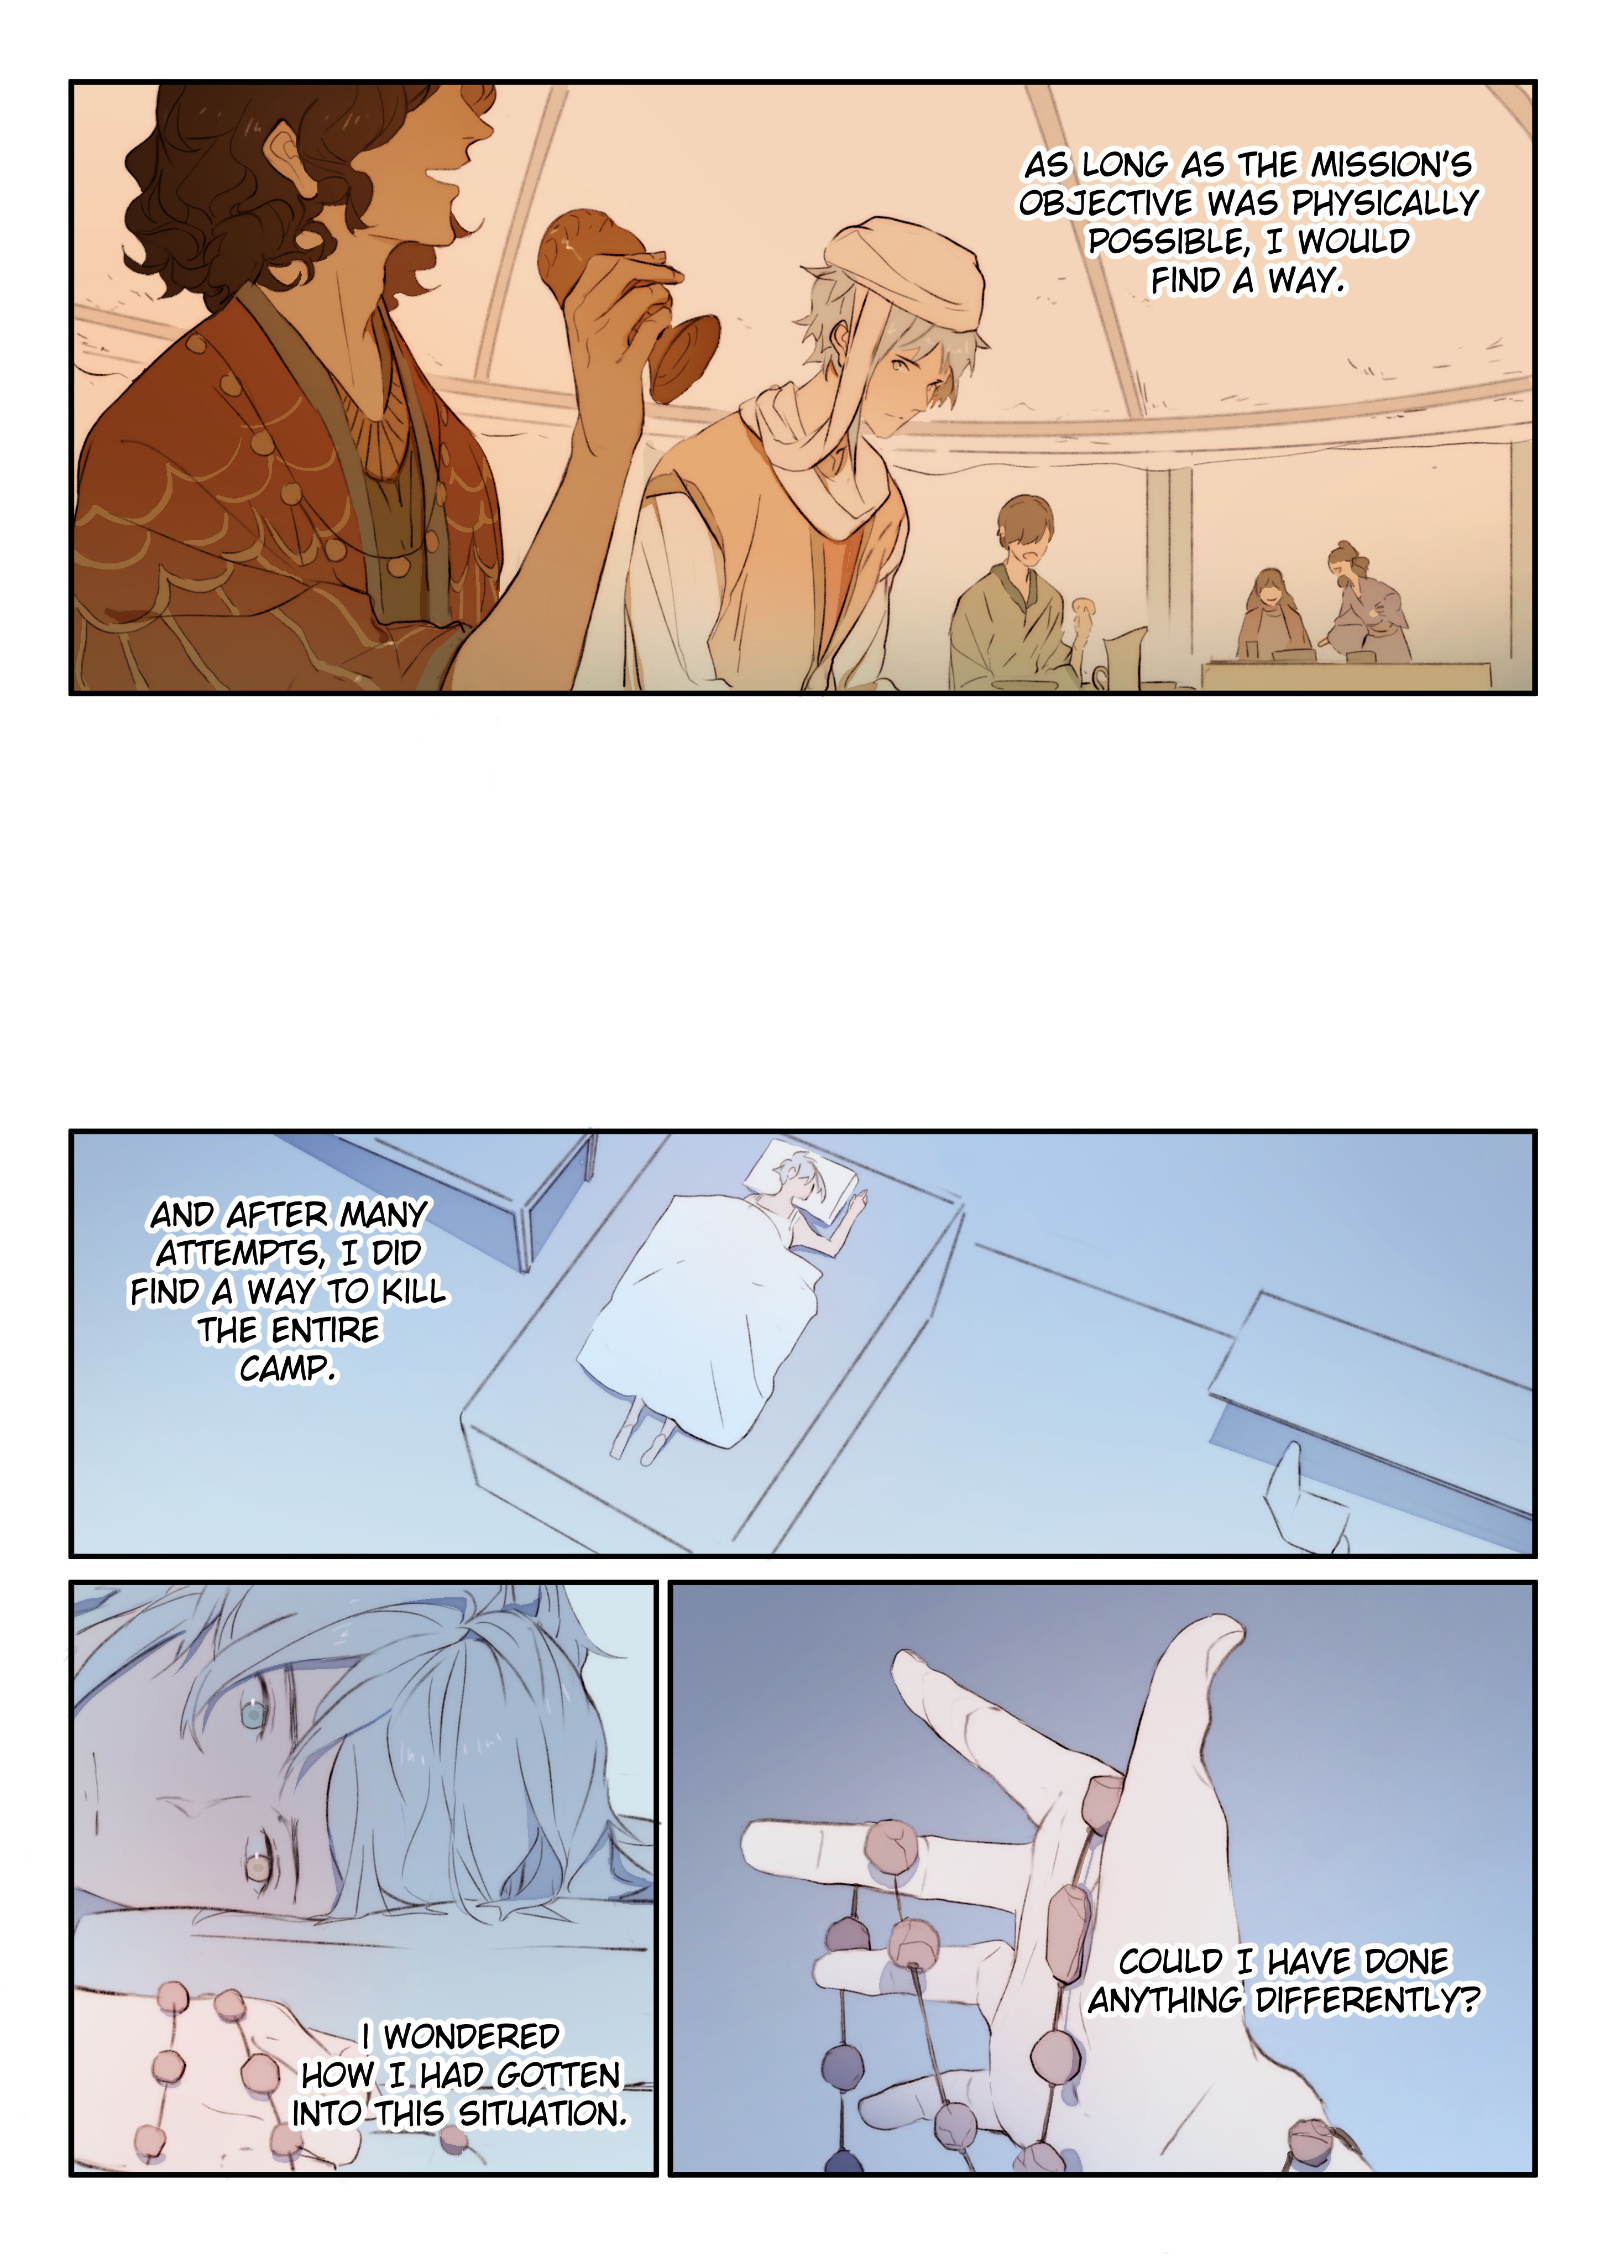 AS LONG AS THE MISSION'S
OBJECTIVE WAS PHYSICALLY
POSSIBLE, I WOULD
FIND A WAY.
AND AFTER MANY
ATTEMPTS, I DID
FIND A WAY TO KILL
THE ENTIRE
CAMP.
I WONDERED
HOW I HAD GOTTEN
INTO THIS SITUATION.
COULD I HAVE DONE
ANYTHING DIFFERENTLY?